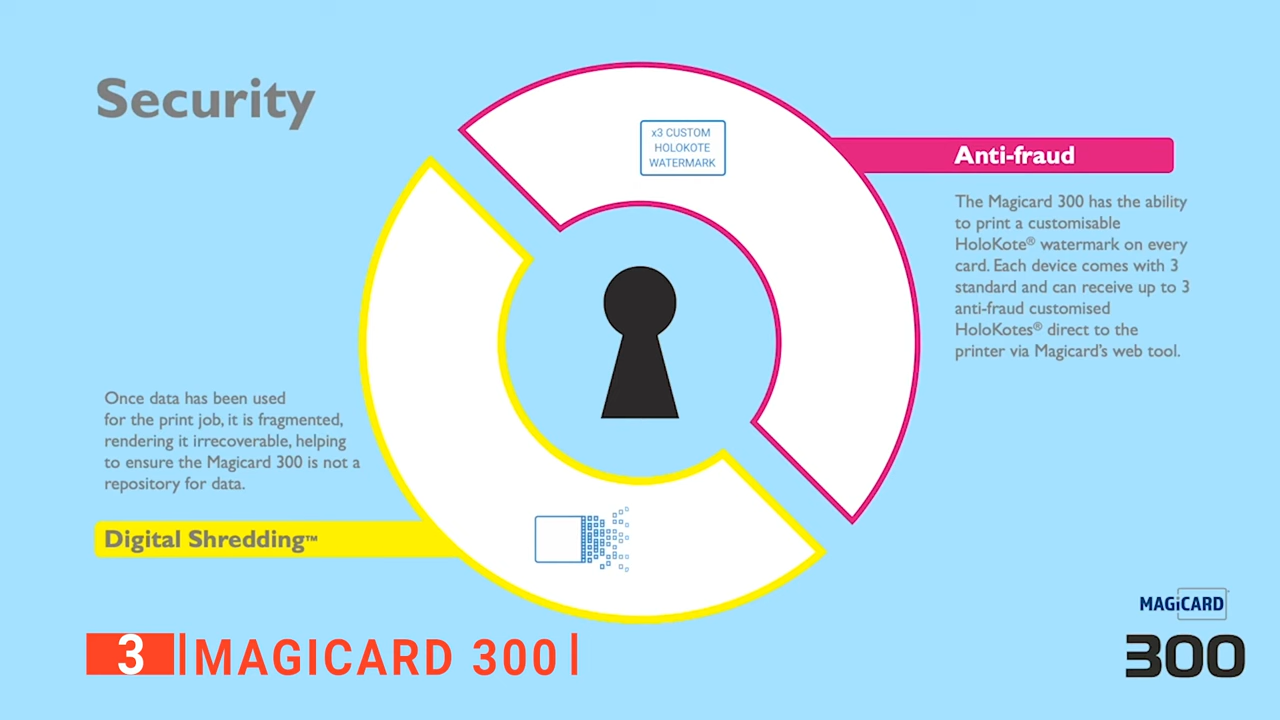 Security
x3 CUSTOM
HOLOKOTE
WATERMARK
Anti-fraud
The Magicard 300 has the ability
to print a customisable
HoloKote® watermark on every
card. Each device comes with 3
standard and can receive up to 3
anti-fraud customised
HoloKotes® direct to the
printer via Magicard's web tool.
Once data has been used
for the print job, it is fragmented,
rendering it irrecoverable, helping
to ensure the Magicard 300 is not a
repository for data.
Digital Shredding™
MAGiCARD
300
3 MAGICARD 300